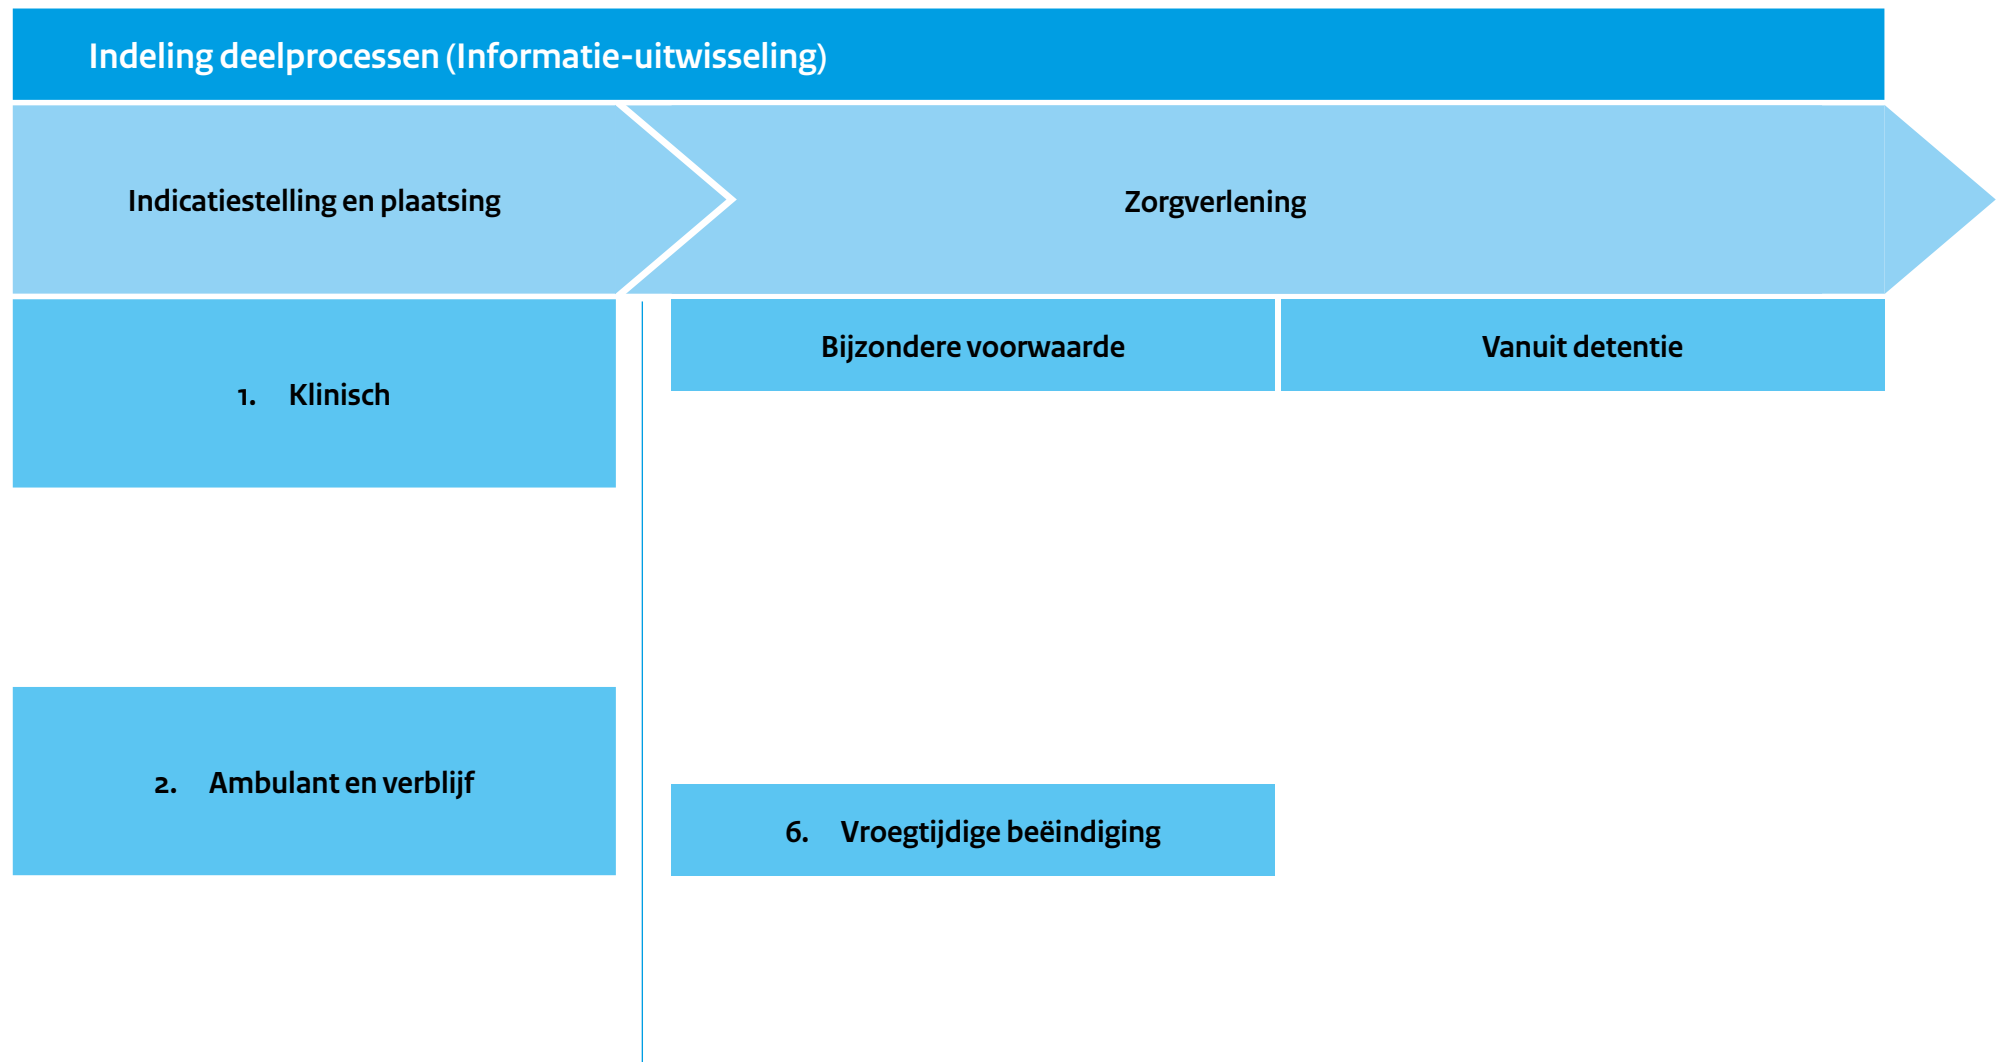 Indeling deelprocessen (Informatie-uitwisseling)
Indicatiestelling en plaatsing
Zorgverlening
1. Klinisch
Bijzondere voorwaarde
Vanuit detentie
2. Ambulant en verblijf
6. Vroegtijdige beëindiging